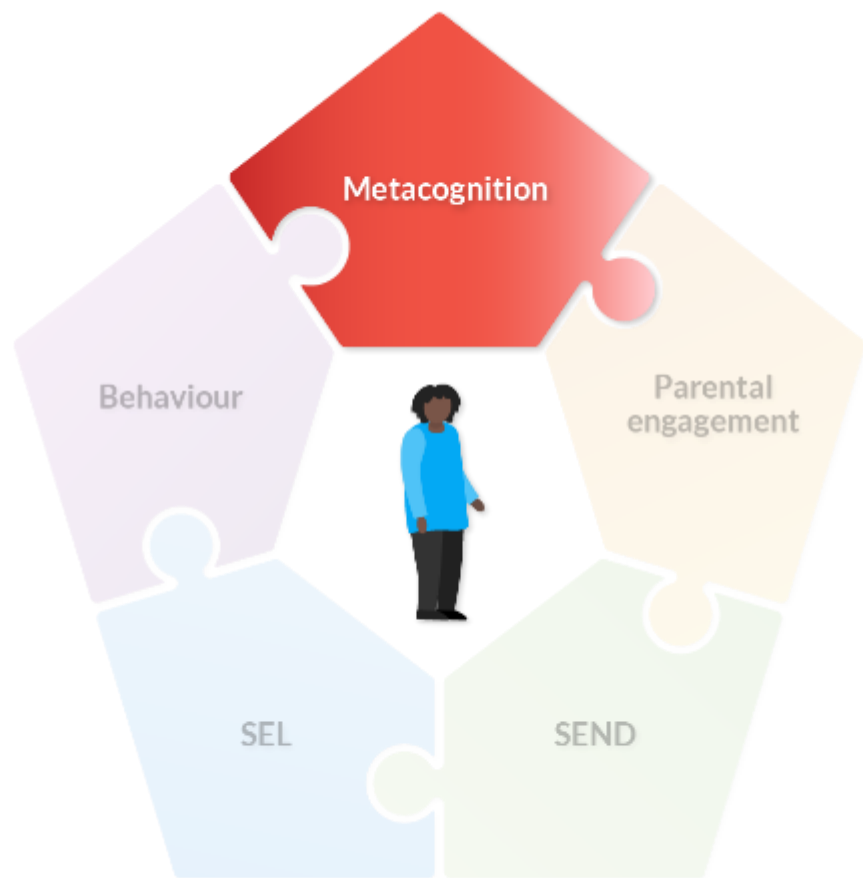 Metacognition
Behaviour
Parental
engagement
SEL
SEND